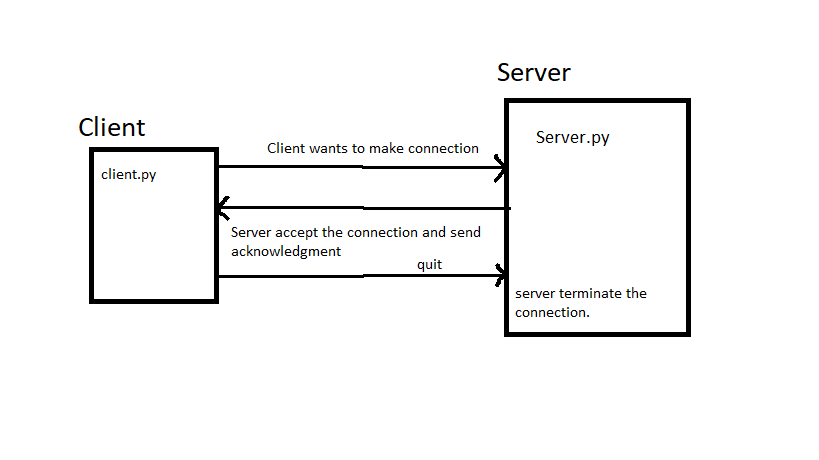 Server
Client
Server.py
Client wants to make connection
client.py
Server accept the connection and send
acknowledgment
quit
server terminate the
connection.